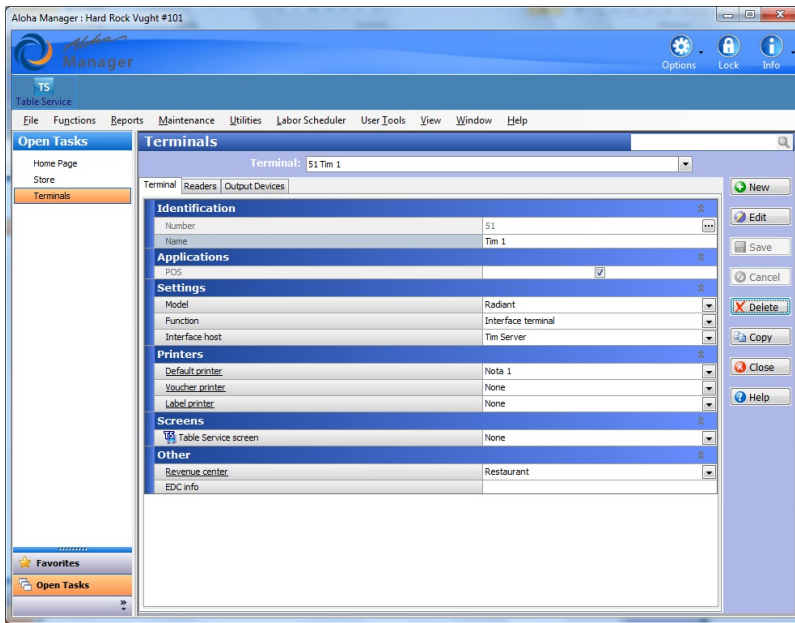 Aloha Manager : Hard Rock Vught #101
Aloha
Manager
Options
Lock
Info
TS
Table Service
File Functions Reports Maintenance Utilities Labor Scheduler User Tools View Window Help
Open Tasks
Home Page
Store
Terminals
Terminals
Terminal: 51 Tim 1
Terminal Readers Output Devices
Identification
Number 51
Name Tim 1
Applications
POS
Settings
Model Radiant
Function Interface terminal
Interface host Tim Server
Printers
Default printer Nota 1
Voucher printer None
Label printer None
Screens
TS Table Service screen None
Other
Revenue center Restaurant
EDC info
New
Edit
Save
Cancel
Delete
Copy
Close
Help
Favorites
Open Tasks